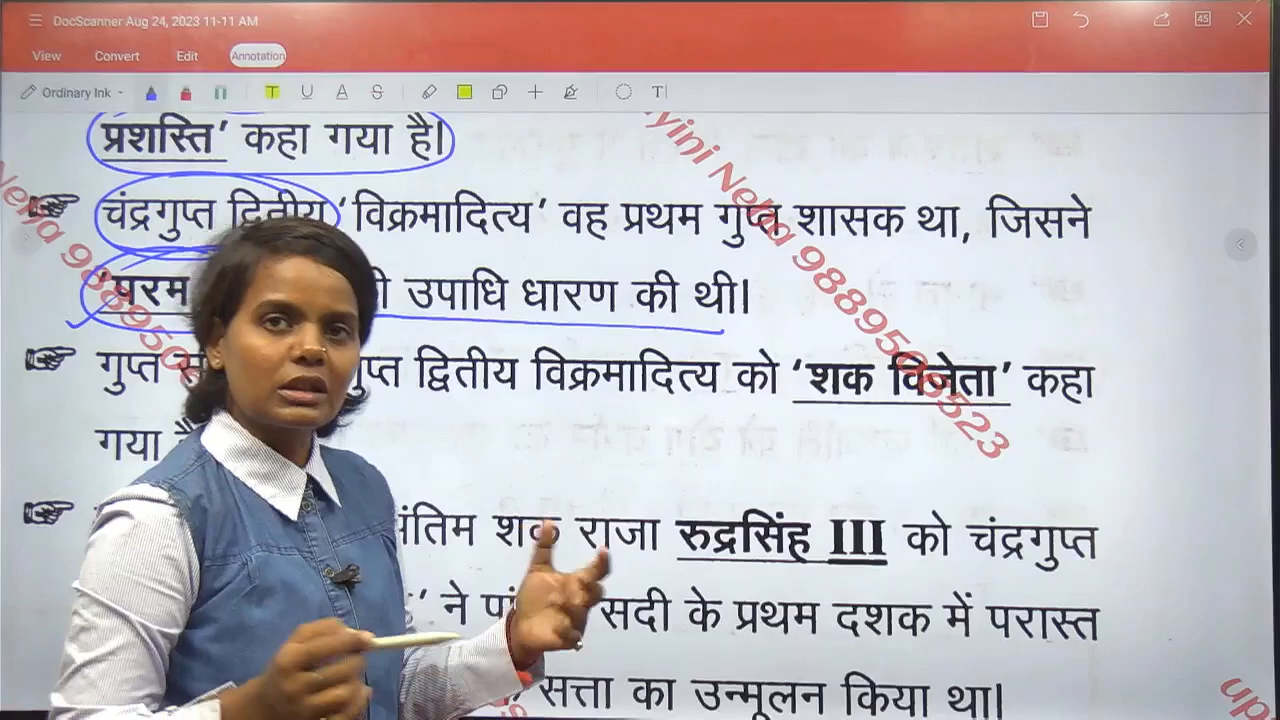 DocScanner Aug 24, 2023 11-11 AM
45
View Convert Edit Annotation
Ordinary Ink
प्रशस्ति’ कहा गया है।
चंद्रगुप्त द्वितीय ‘विक्रमादित्य’ वह प्रथम गुप्त शासक था, जिसने
‘परम उपाधि धारण की थी।
गुप्त द्वितीय विक्रमादित्य को ‘शक विजेता’ कहा
गया
अंतिम शक राजा रुद्रसिंह III को चंद्रगुप्त
’ ने सदी के प्रथम दशक में परास्त
सत्ता का उन्मूलन किया था।